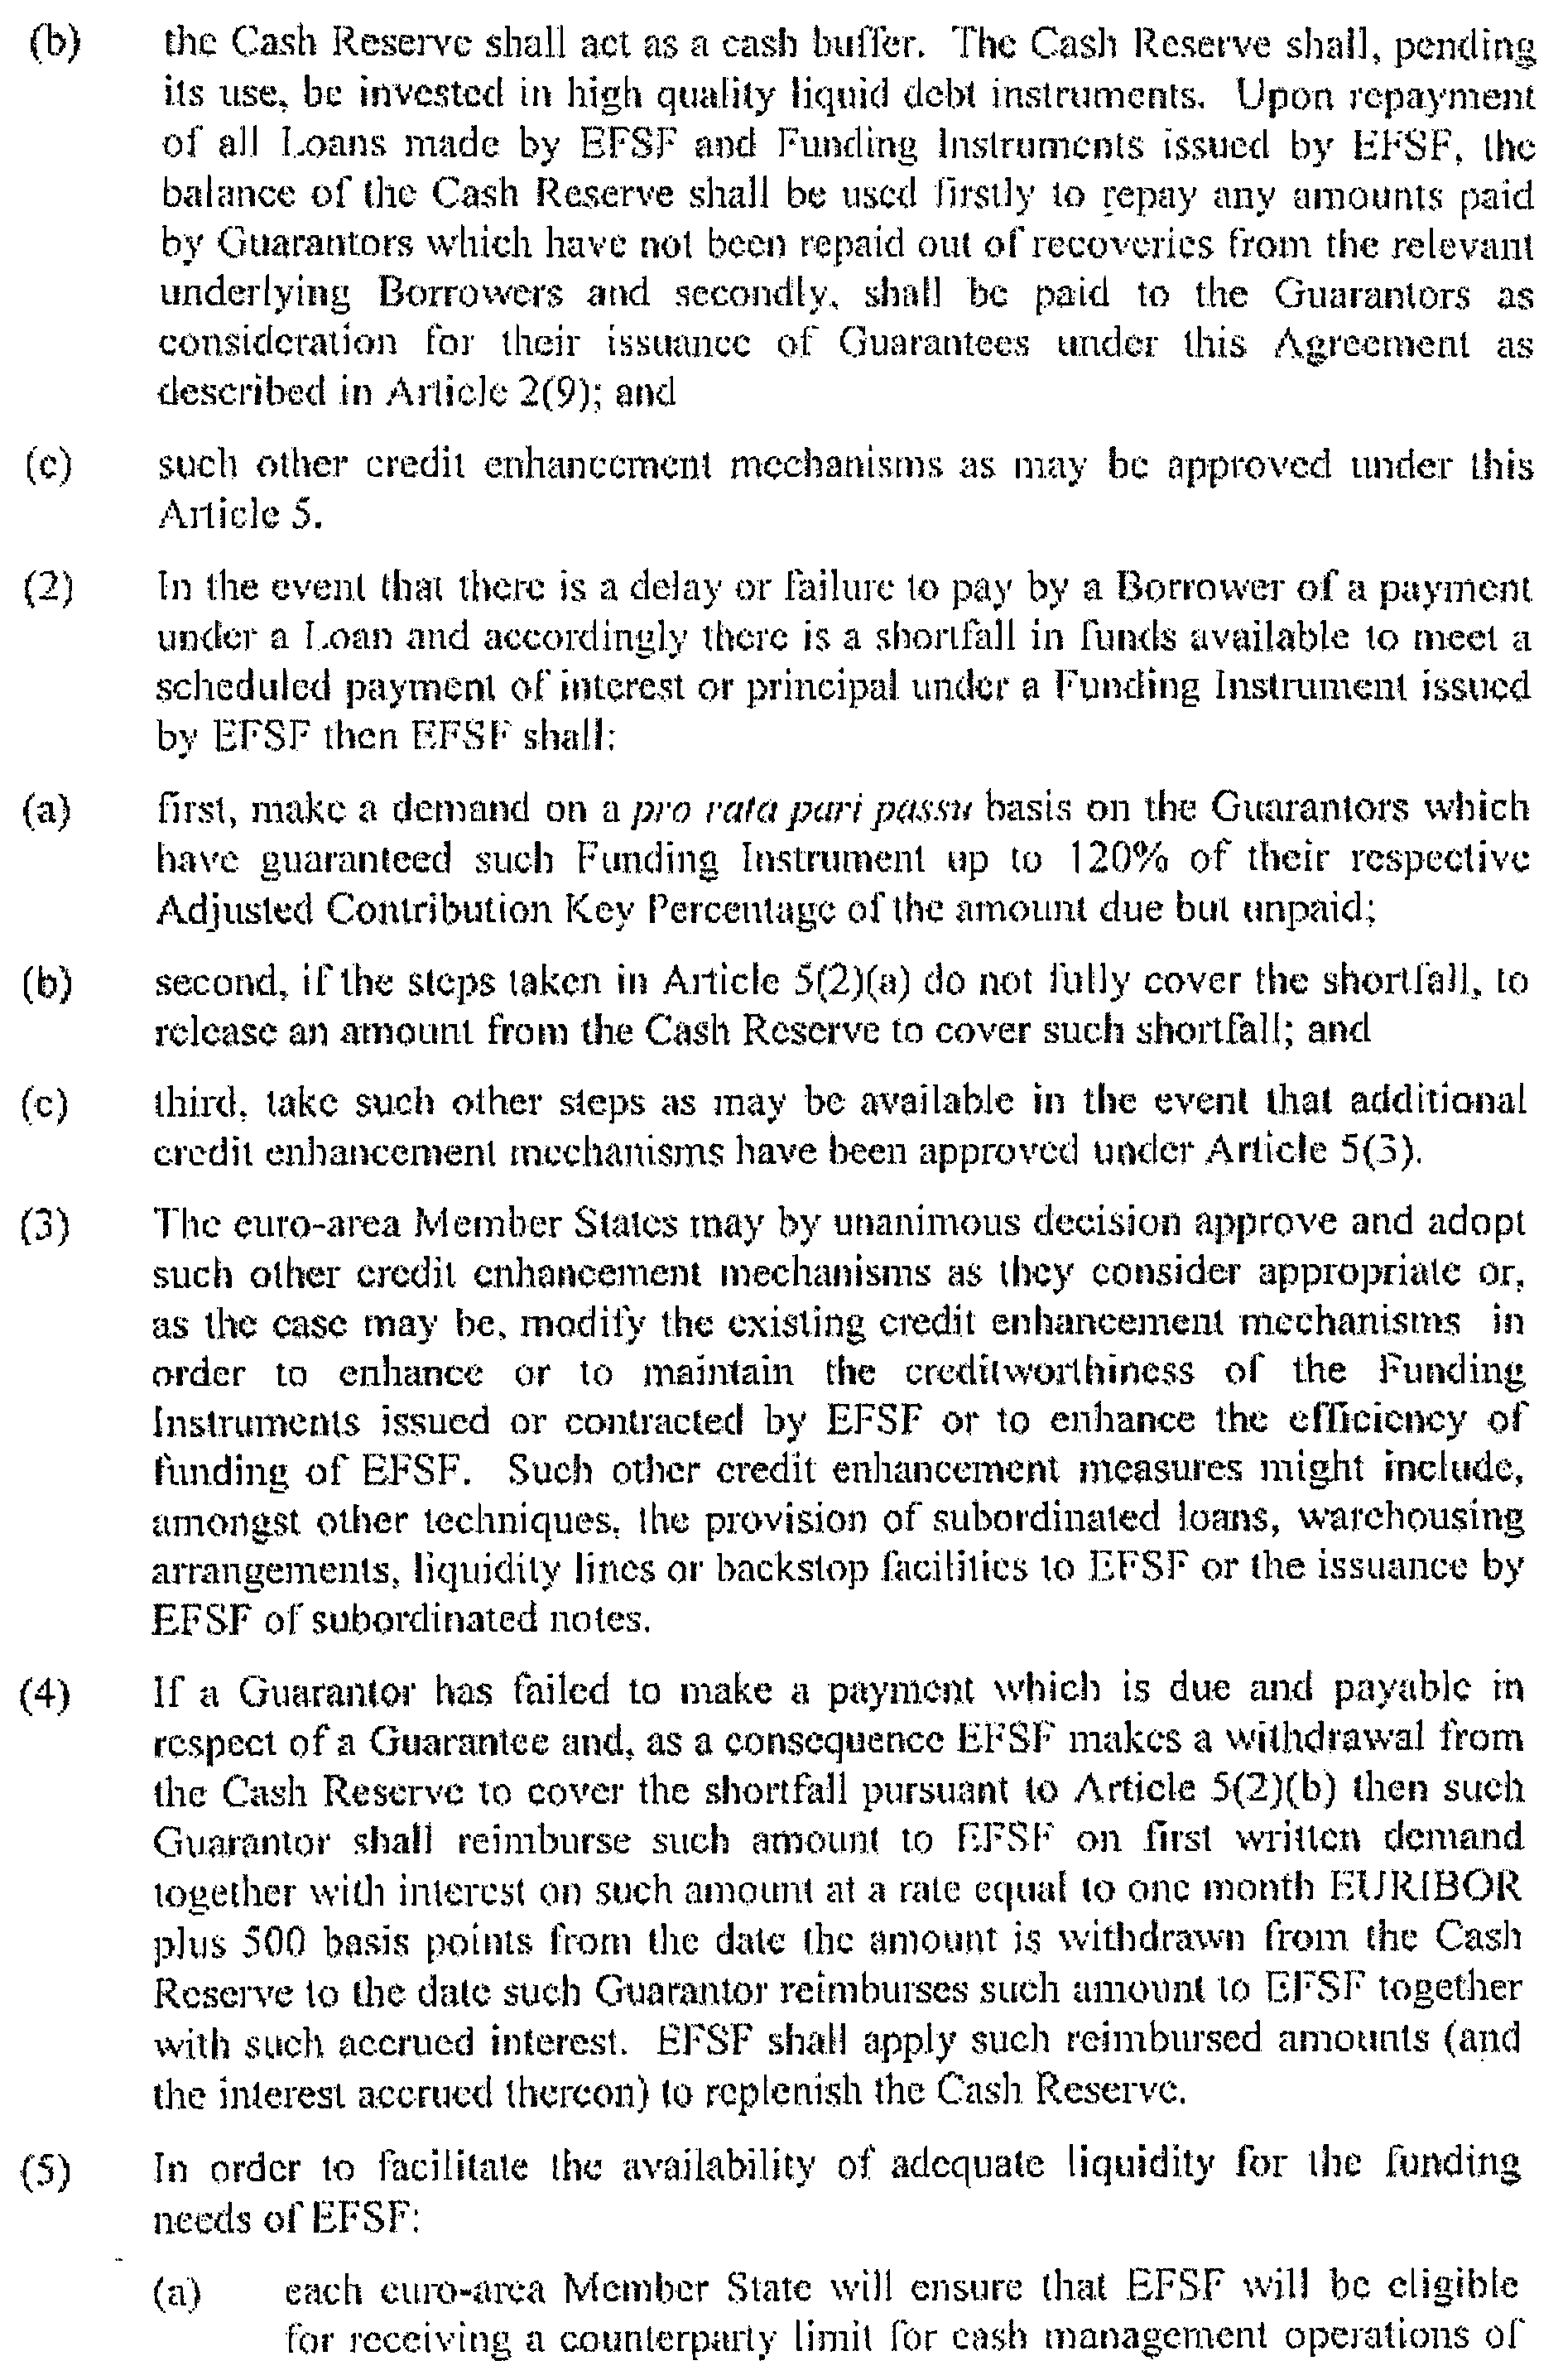 (b) the Cash Reserve shall act as a cash buffer. The Cash Reserve shall, pending
its use, be invested in high quality liquid debt instruments. Upon repayment
of all Loans made by EFSF and Funding Instruments issued by EFSF, the
balance of the Cash Reserve shall be used firstly to repay any amounts paid
by Guarantors which have not been repaid out of recoveries from the relevant
underlying Borrowers and secondly, shall be paid to the Guarantors as
consideration for their issuance of Guarantees under this Agreement as
described in Article 2(9); and
(c) such other credit enhancement mechanisms as may be approved under this
Article 5.
(2) In the event that there is a delay or failure to pay by a Borrower of a payment
under a Loan and accordingly there is a shortfall in funds available to meet a
scheduled payment of interest or principal under a Funding Instrument issued
by EFSF then EFSF shall:
(a) first, make a demand on a pro rata pari passu basis on the Guarantors which
have guaranteed such Funding Instrument up to 120% of their respective
Adjusted Contribution Key Percentage of the amount due but unpaid;
(b) second, if the steps taken in Article 5(2)(a) do not fully cover the shortfall, to
release an amount from the Cash Reserve to cover such shortfall; and
(c) third, take such other steps as may be available in the event that additional
credit enhancement mechanisms have been approved under Article 5(3).
(3) The euro-area Member States may by unanimous decision approve and adopt
such other credit enhancement mechanisms as they consider appropriate or,
as the case may be, modify the existing credit enhancement mechanisms in
order to enhance or to maintain the creditworthiness of the Funding
Instruments issued or contracted by EFSF or to enhance the efficiency of
funding of EFSF. Such other credit enhancement measures might include,
amongst other techniques, the provision of subordinated loans, warehousing
arrangements, liquidity lines or backstop facilities to EFSF or the issuance by
EFSF of subordinated notes.
(4) If a Guarantor has failed to make a payment which is due and payable in
respect of a Guarantee and, as a consequence EFSF makes a withdrawal from
the Cash Reserve to cover the shortfall pursuant to Article 5(2)(b) then such
Guarantor shall reimburse such amount to EFSF on first written demand
together with interest on such amount at a rate equal to one month EURIBOR
plus 500 basis points from the date the amount is withdrawn from the Cash
Reserve to the date such Guarantor reimburses such amount to EFSF together
with such accrued interest. EFSF shall apply such reimbursed amounts (and
the interest accrued thereon) to replenish the Cash Reserve.
(5) In order to facilitate the availability of adequate liquidity for the funding
needs of EFSF:
(a) each euro-area Member State will ensure that EFSF will be eligible
for receiving a counterparty limit for cash management operations of